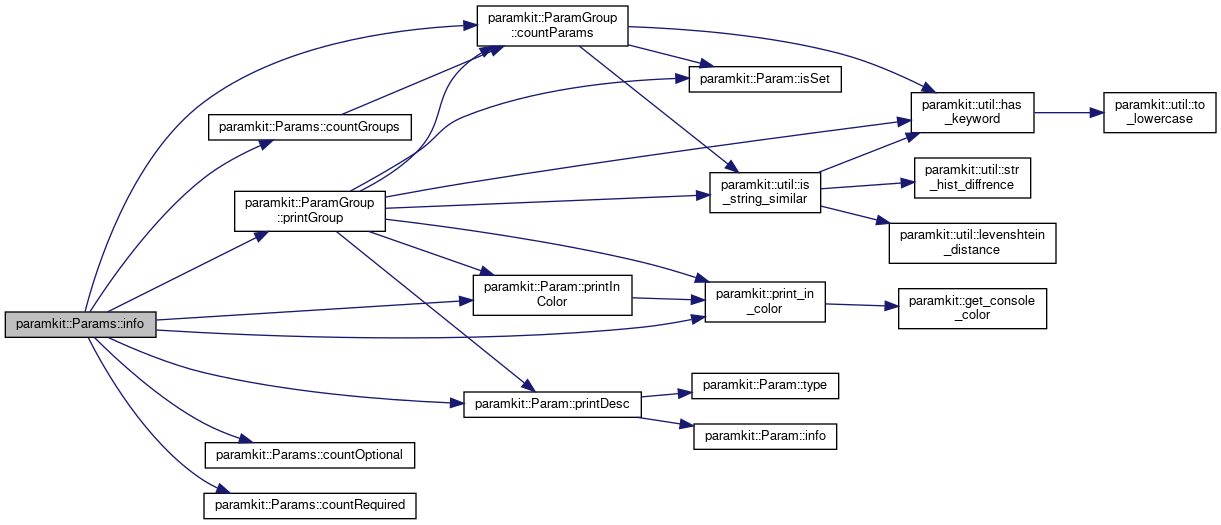 paramkit::ParamGroup
::countParams
paramkit::Param::isSet
paramkit::util::has
_keyword
paramkit::util::to
_lowercase
paramkit::Params::countGroups
paramkit::util::str
_hist_diffrence
paramkit::util::is
_string_similar
paramkit::ParamGroup
::printGroup
paramkit::util::levenshtein
_distance
paramkit::Param::printIn
Color
paramkit::print_in
_color
paramkit::get_console
_color
paramkit::Params::info
paramkit::Param::type
paramkit::Param::printDesc
paramkit::Param::info
paramkit::Params::countOptional
paramkit::Params::countRequired